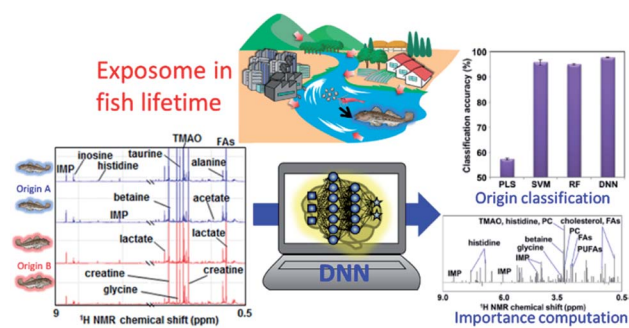 Exposome in
fish lifetime
TMAO
inosine
taurine
FAs
IMP
histidine
alanine
Origin A
betaine
acetate
IMP
lactate
lactate
Origin B
creatine
creatine
glycine
9
0.5
¹H NMR chemical shift (ppm)
DNN
Classification accuracy (%)
100
90
80
70
60
50
PLS SVM RF DNN
Origin classification
TMAO, histidine, PC
cholesterol, FAs
PC
betaine
FAs
histidine
glycine
PUFAs
IMP
IMP
IMP
9.0 6.0 3.5 0.5
¹H NMR chemical shift (ppm)
Importance computation